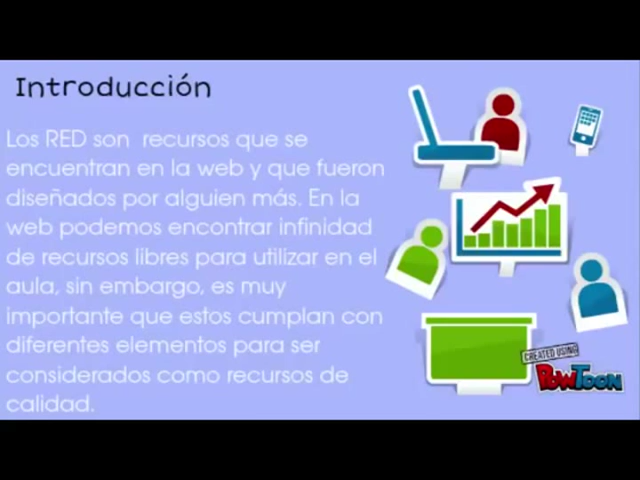 Introducción
Los RED son recursos que se
encuentran en la web y que fueron
diseñados por alguien más. En la
web podemos encontrar infinidad
de recursos libres para utilizar en el
aula, sin embargo, es muy
importante que estos cumplan con
diferentes elementos para ser
considerados como recursos de
calidad.
CREATED USING
POWTOON